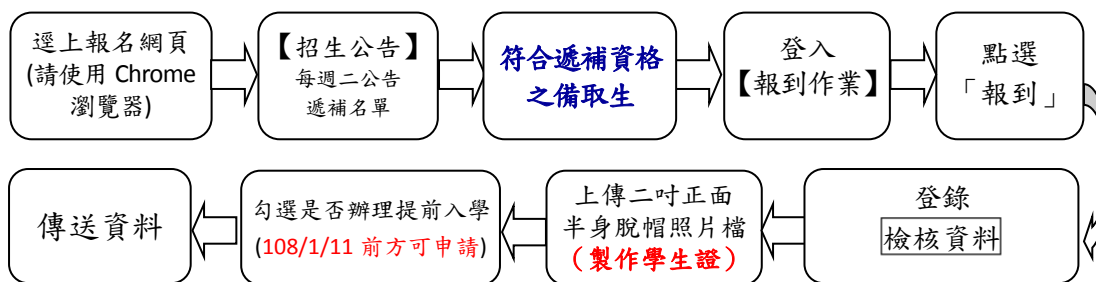 逕上報名網頁
(請使用 Chrome
瀏覽器)
【招生公告】
每週二公告
遞補名單
符合遞補資格
之備取生
登入
【報到作業】
點選
「報到」
登錄
檢核資料
上傳二吋正面
半身脫帽照片檔
（製作學生證）
勾選是否辦理提前入學
(108/1/11 前方可申請)
傳送資料